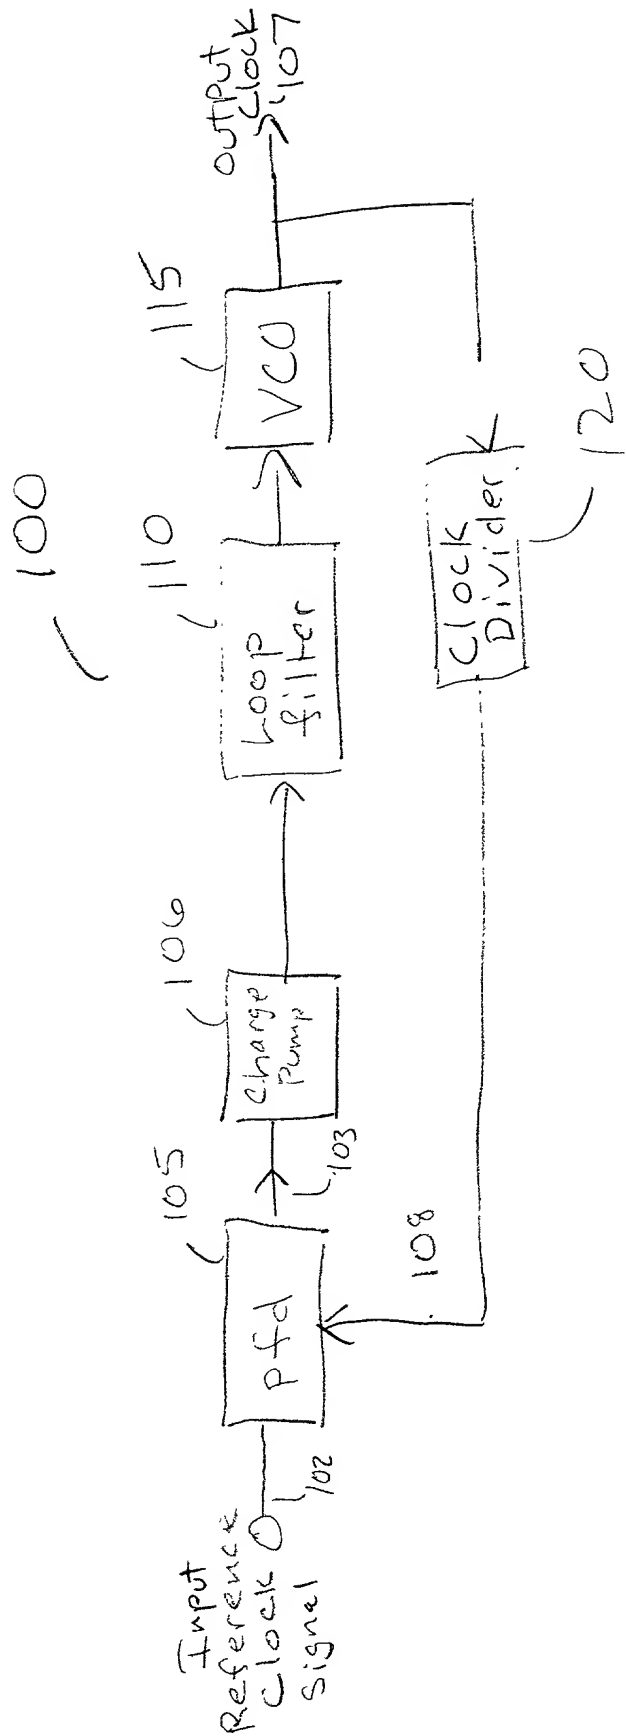 100
Input
Reference
Clock
Signal
102
105
pfd
103
106
Charge
Pump
110
Loop
filter
115
VCO
Output
Clock
107
108
Clock
Divider
120